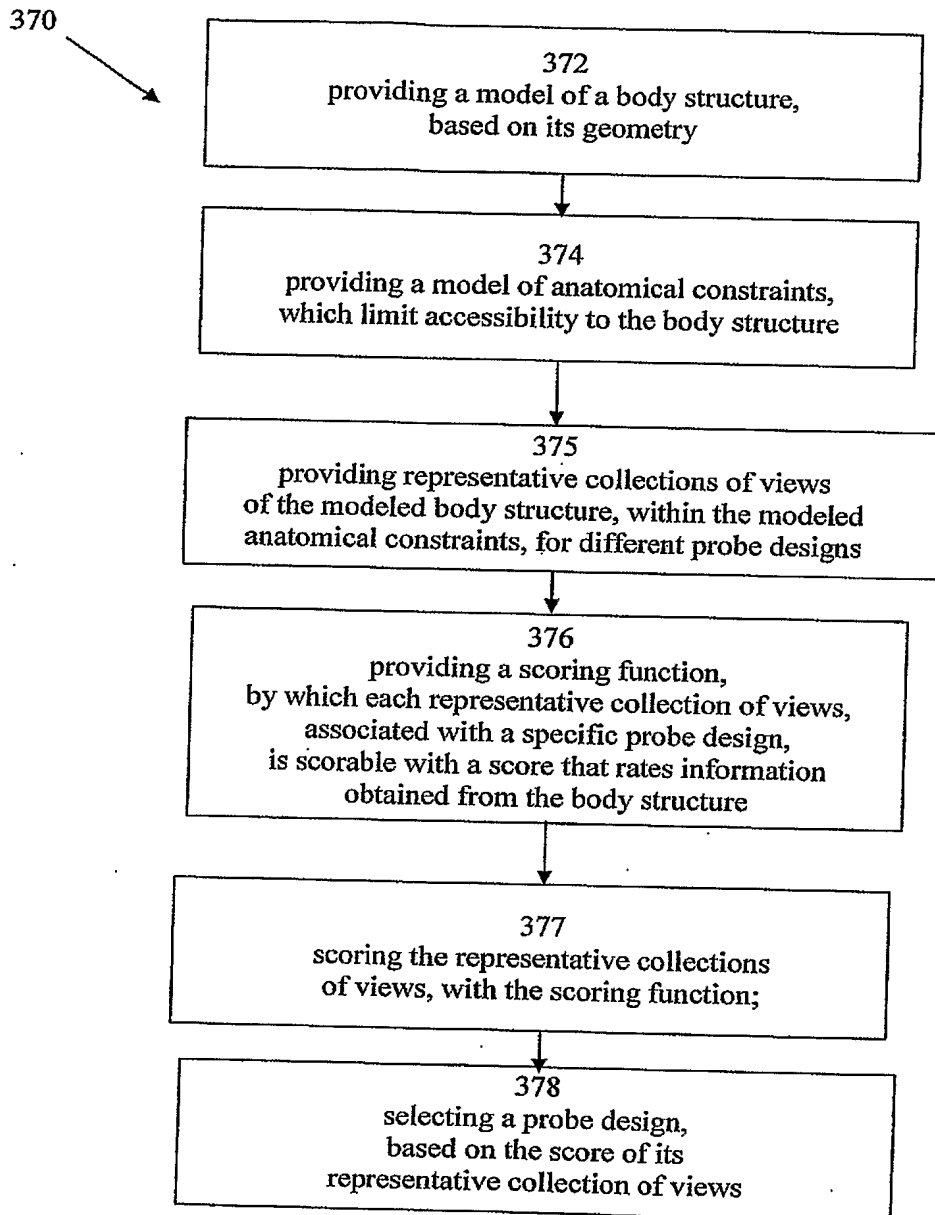 370
372
providing a model of a body structure,
based on its geometry
374
providing a model of anatomical constraints,
which limit accessibility to the body structure
375
providing representative collections of views
of the modeled body structure, within the modeled
anatomical constraints, for different probe designs
376
providing a scoring function,
by which each representative collection of views,
associated with a specific probe design,
is scorable with a score that rates information
obtained from the body structure
377
scoring the representative collections
of views, with the scoring function;
378
selecting a probe design,
based on the score of its
representative collection of views